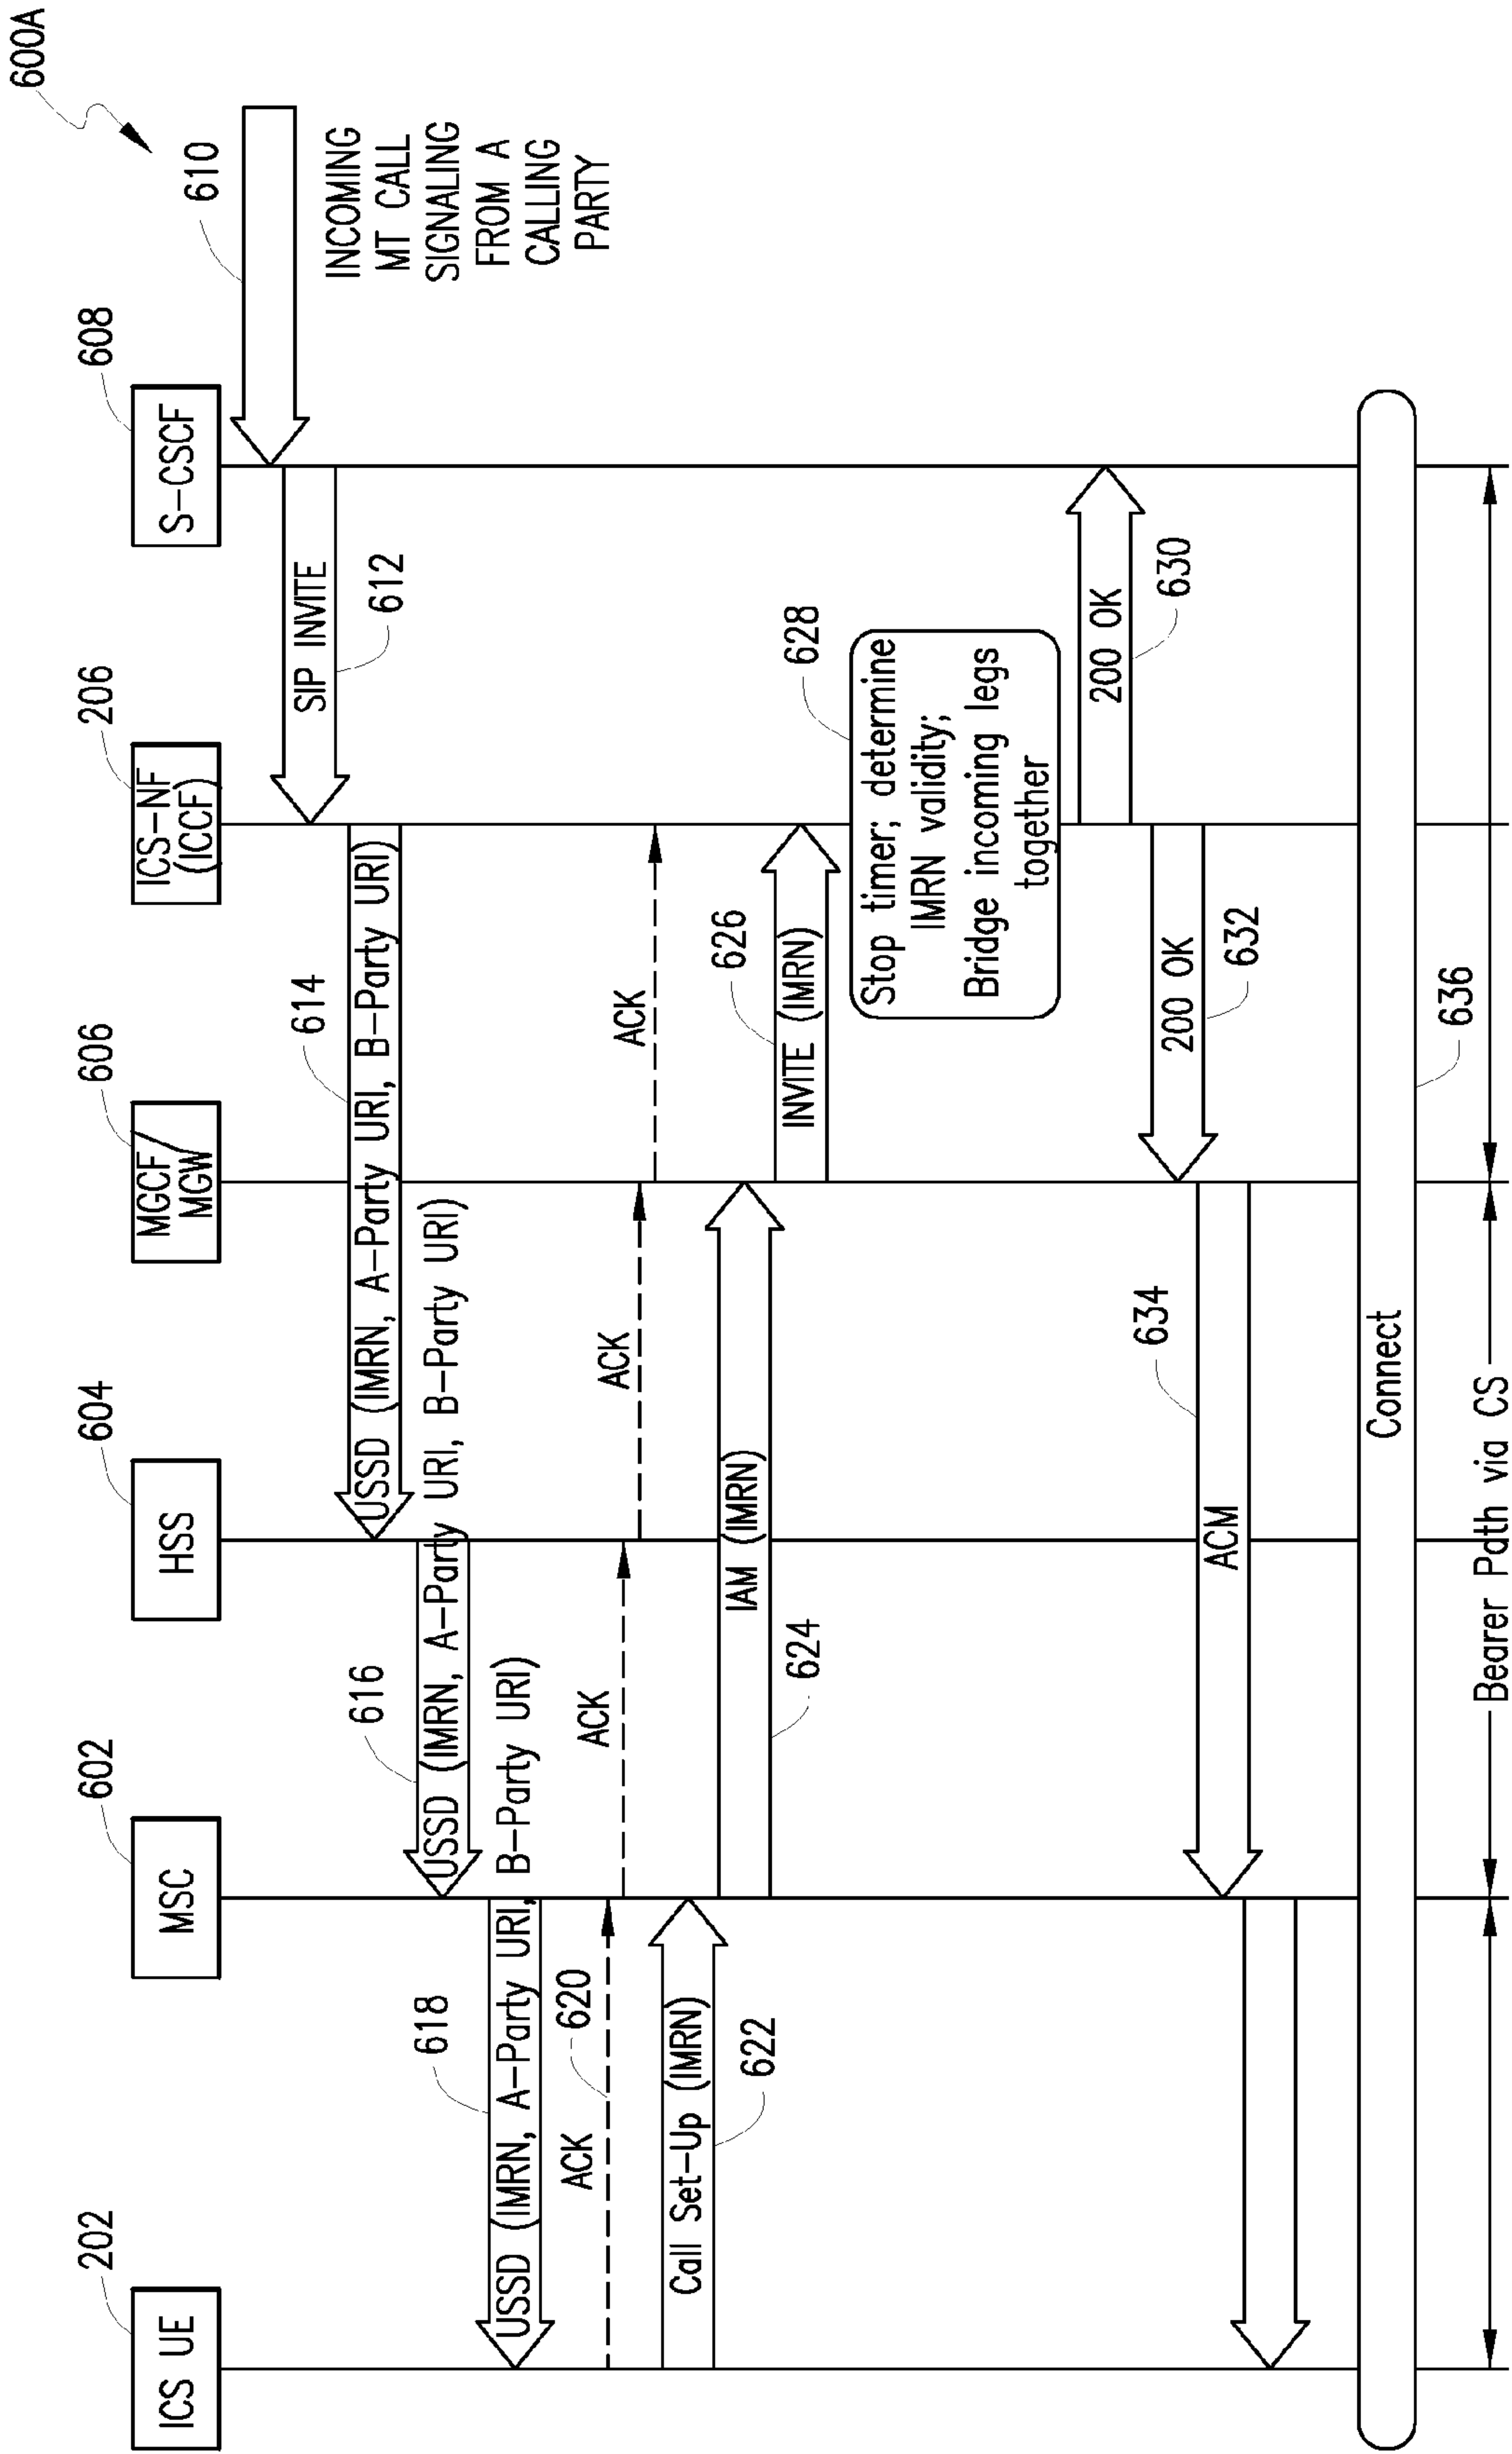 600A
202
602
604
606
206
608
ICS UE
MSC
HSS
MGCF/
MGW
ICS-NF
(ICCF)
S-CSCF
610
INCOMING
MT CALL
SIGNALING
FROM A
CALLING
PARTY
SIP INVITE
612
614
USSD (IMRN, A-Party URI, B-Party URI)
616
USSD (IMRN, A-Party URI, B-Party URI)
618
USSD (IMRN, A-Party URI, B-Party URI)
620
ACK
ACK
ACK
ACK
Call Set-Up (IMRN)
622
IAM (IMRN)
624
626
INVITE (IMRN)
628
Stop timer; determine
IMRN validity;
Bridge incoming legs
together
200 OK
630
200 OK
632
634
ACM
Connect
636
Bearer Path via CS